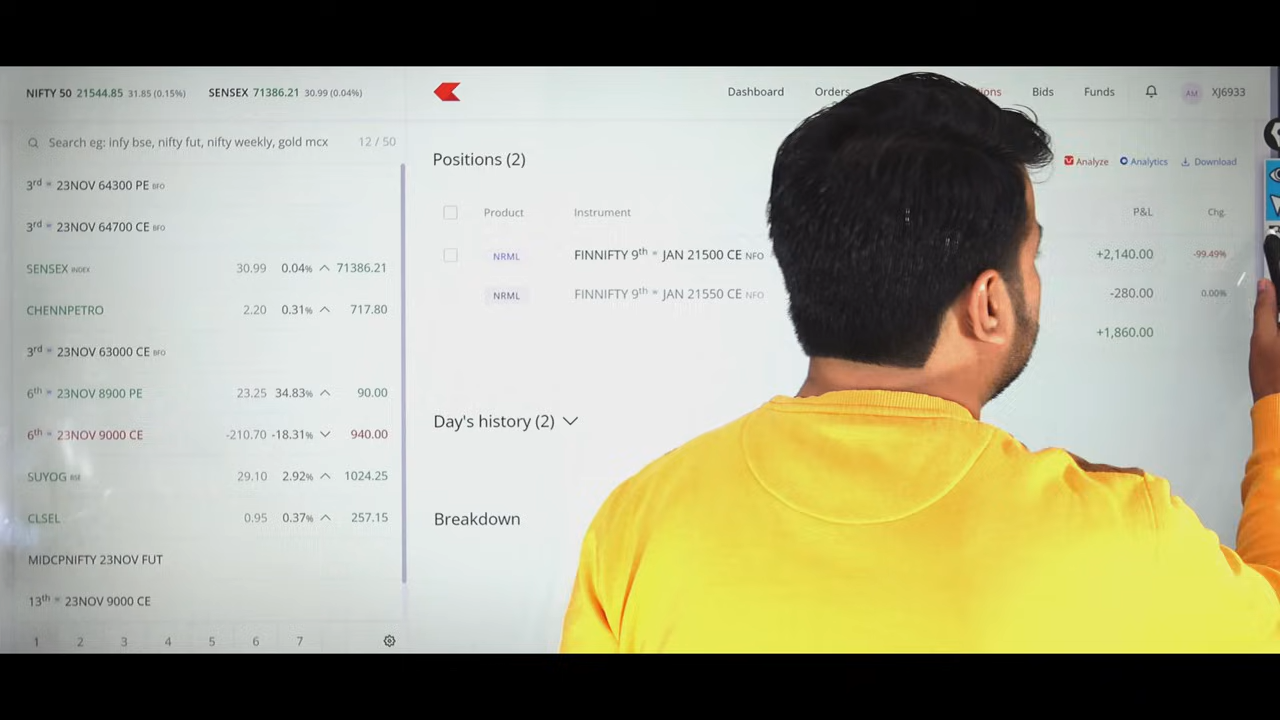 NIFTY 50 21544.85 31.85 (0.15%) SENSEX 71386.21 30.99 (0.04%)
Dashboard Orders ions Bids Funds AM XJ6933
Search eg: infy bse, nifty fut, nifty weekly, gold mcx 12 / 50
Positions (2)
Analyze Analytics Download
3rd w 23NOV 64300 PE BFO
3rd w 23NOV 64700 CE BFO
SENSEX INDEX 30.99 0.04% 71386.21
CHENNPETRO 2.20 0.31% 717.80
3rd w 23NOV 63000 CE BFO
6th w 23NOV 8900 PE 23.25 34.83% 90.00
6th w 23NOV 9000 CE -210.70 -18.31% 940.00
SUYOG BSE 29.10 2.92% 1024.25
CLSEL 0.95 0.37% 257.15
MIDCPNIFTY 23NOV FUT
13th w 23NOV 9000 CE
1 2 3 4 5 6 7
Product Instrument P&L Chg.
NRML FINNIFTY 9th w JAN 21500 CE NFO +2,140.00 -99.49%
NRML FINNIFTY 9th w JAN 21550 CE NFO -280.00 0.00%
+1,860.00
Day's history (2)
Breakdown